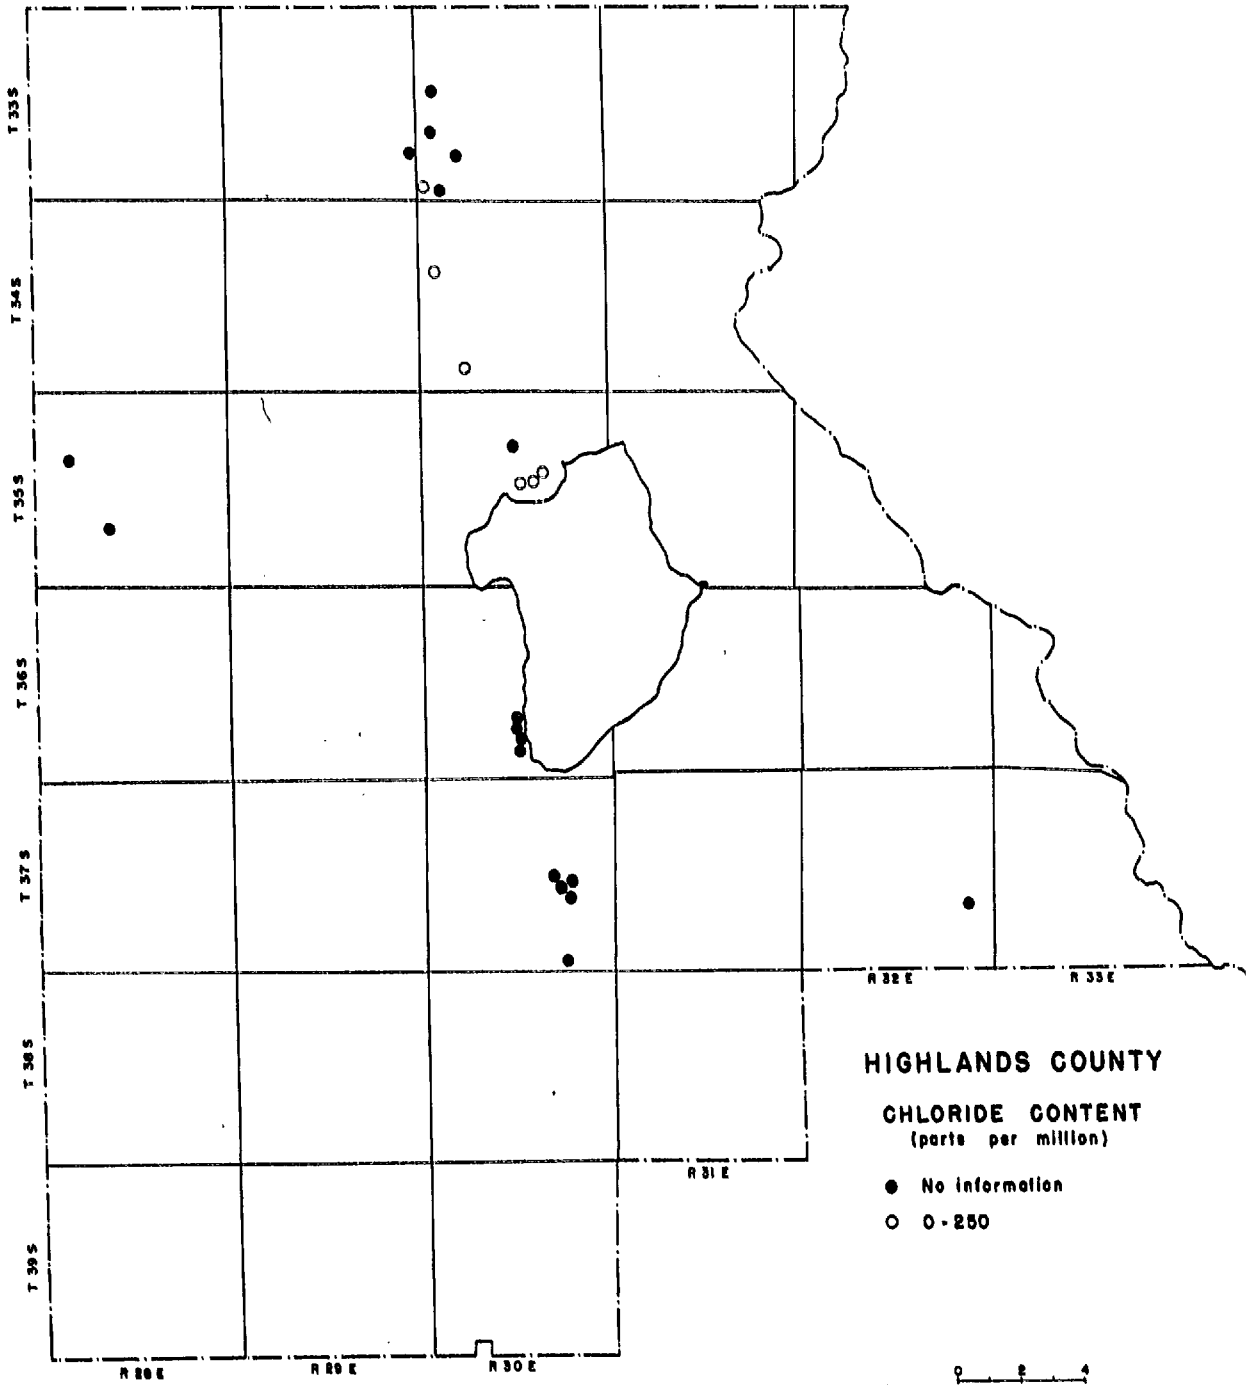 T 33 S
T 34 S
T 35 S
T 36 S
T 37 S
R 32 E
R 33 E
T 38 S
HIGHLANDS COUNTY
CHLORIDE CONTENT
(parts per million)
R 31 E
No information
0-250
T 39 S
R 28 E
R 29 E
R 30 E
0 2 4